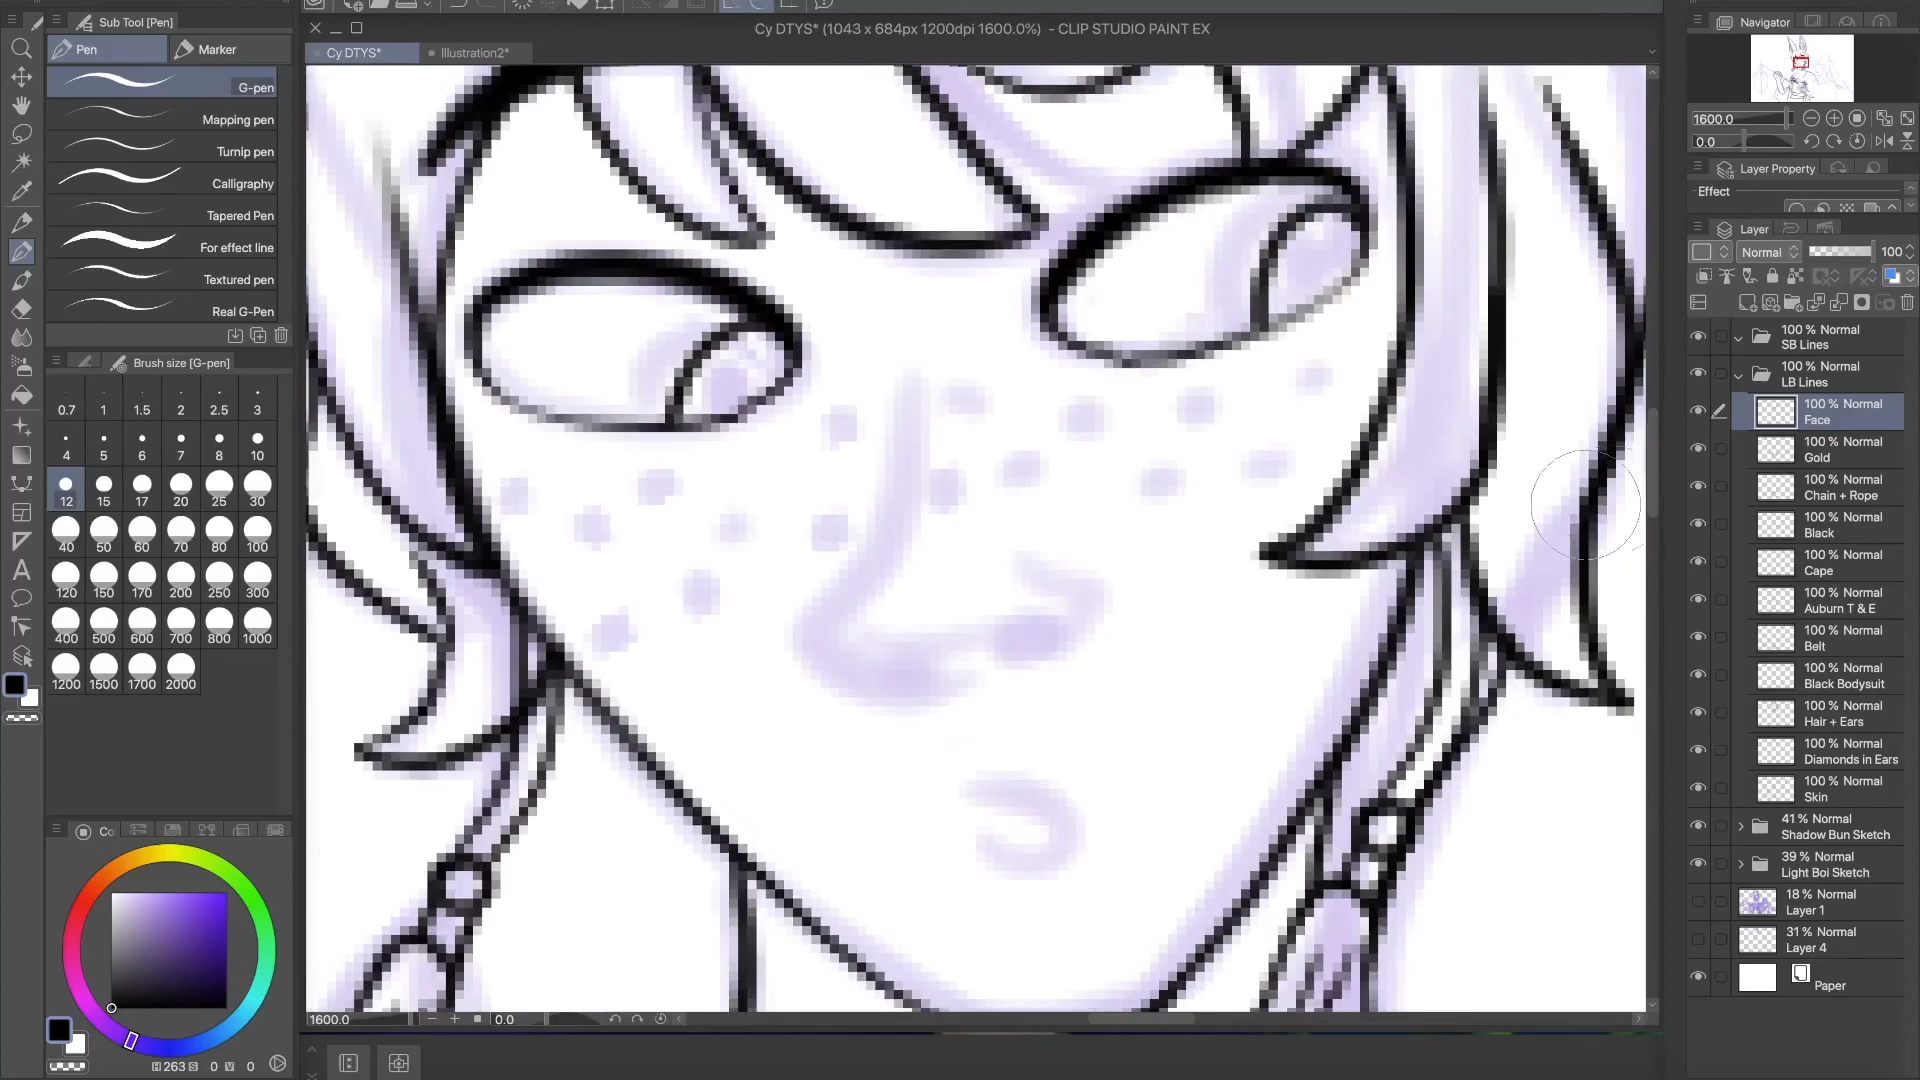 Sub Tool [Pen]
Pen
Marker
G-pen
Mapping pen
Turnip pen
Calligraphy
Tapered Pen
For effect line
Textured pen
Real G-Pen
Brush size [G-pen]
0.7 1 1.5 2 2.5 3
4 5 6 7 8 10
12 15 17 20 25 30
40 50 60 70 80 100
120 150 170 200 250 300
400 500 600 700 800 1000
1200 1500 1700 2000
Co
H 263 S 0 V 0
Cy DTYS* (1043 x 684px 1200dpi 1600.0%) - CLIP STUDIO PAINT EX
Cy DTYS*
Illustration2*
1600.0
0.0
Navigator
1600.0
0.0
Layer Property
Effect
Layer
Normal
100
100 % Normal
SB Lines
100 % Normal
LB Lines
100 % Normal
Face
100 % Normal
Gold
100 % Normal
Chain + Rope
100 % Normal
Black
100 % Normal
Cape
100 % Normal
Auburn T & E
100 % Normal
Belt
100 % Normal
Black Bodysuit
100 % Normal
Hair + Ears
100 % Normal
Diamonds in Ears
100 % Normal
Skin
41 % Normal
Shadow Bun Sketch
39 % Normal
Light Boi Sketch
18 % Normal
Layer 1
31 % Normal
Layer 4
Paper